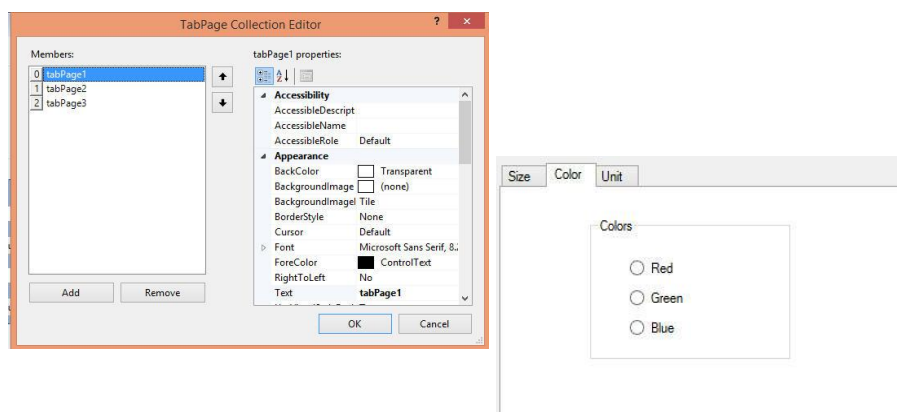 TabPage Collection Editor
?
×
Members:
0 tabPage1
1 tabPage2
2 tabPage3
Add
Remove
tabPage1 properties:
Accessibility
AccessibleDescript
AccessibleName
AccessibleRole Default
Appearance
BackColor Transparent
BackgroundImage (none)
BackgroundImagel Tile
BorderStyle None
Cursor Default
Font Microsoft Sans Serif, 8.2
ForeColor ControlText
RightToLeft No
Text tabPage1
OK
Cancel
Size Color Unit
Colors
Red
Green
Blue